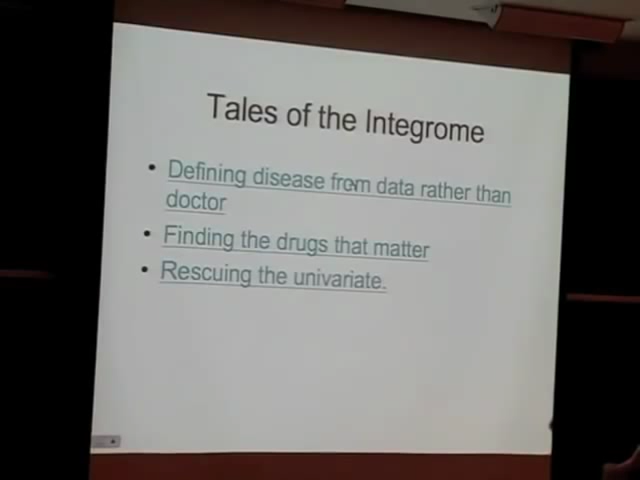 Tales of the Integrome
• Defining disease from data rather than
doctor
• Finding the drugs that matter
• Rescuing the univariate.